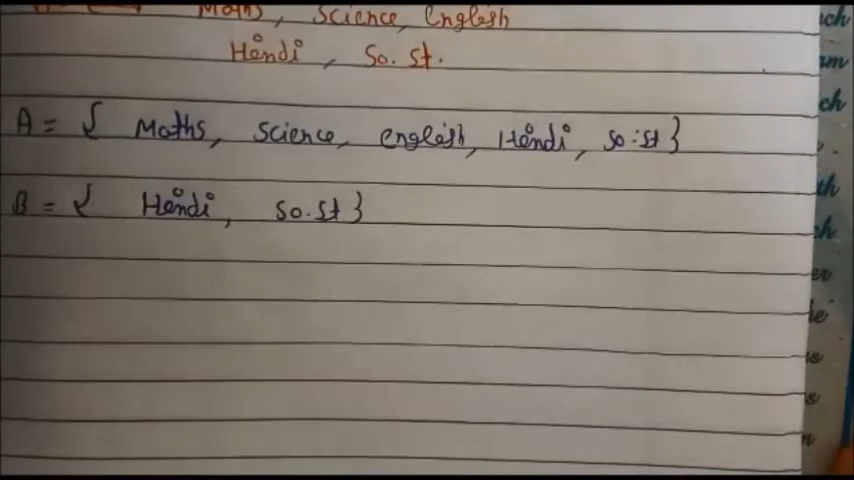 Maths, Science, English
Hindi, So. St.
A = { Maths, Science, English, Hindi, so.st }
B = { Hindi, so.st }